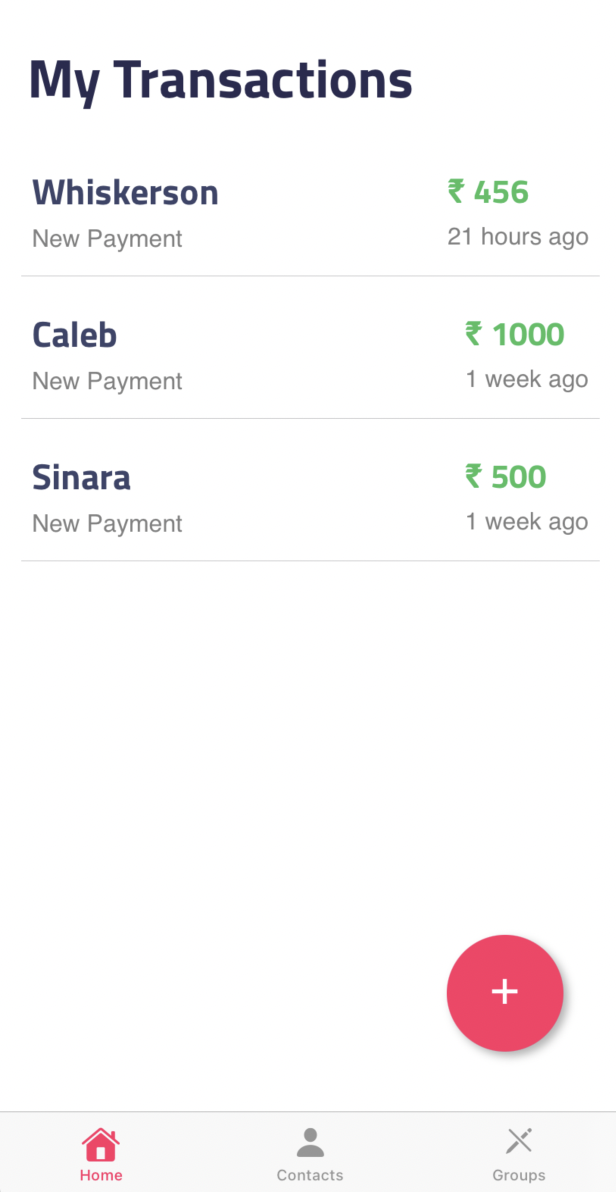 My Transactions
Whiskerson
₹ 456
New Payment
21 hours ago
Caleb
₹ 1000
New Payment
1 week ago
Sinara
₹ 500
New Payment
1 week ago
+
Home
Contacts
Groups